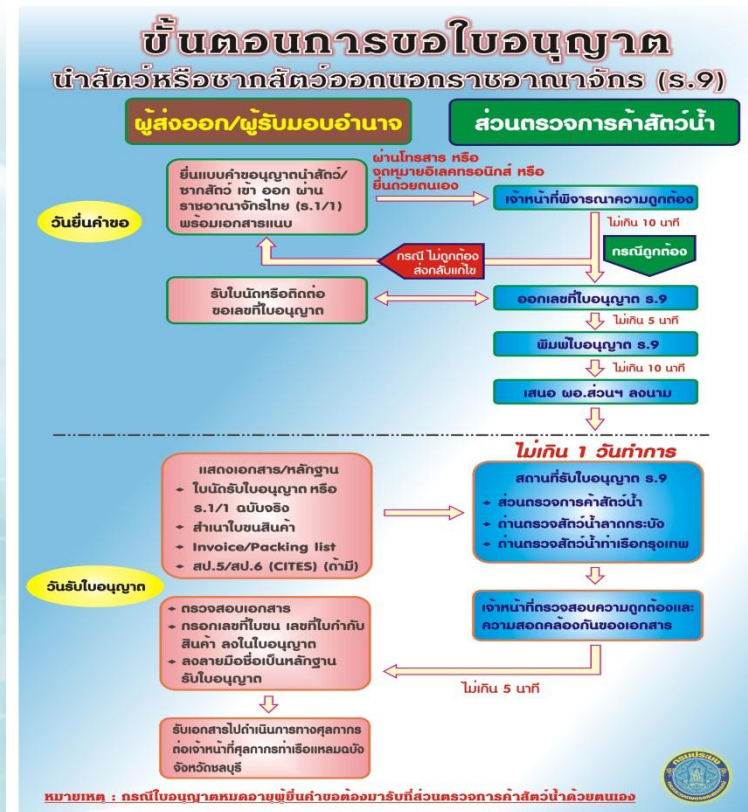 ขั้นตอนการขอใบอนุญาต
นำสัตว์หรือซากสัตว์ออกนอกราชอาณาจักร (ร.9)
ผู้ส่งออก/ผู้รับมอบอำนาจ
ส่วนตรวจการค้าสัตว์น้ำ
วันยื่นคำขอ
ยื่นแบบคำขออนุญาตนำสัตว์/
ซากสัตว์ เข้า ออก ผ่าน
ราชอาณาจักรไทย (ร.1/1)
พร้อมเอกสารแนบ
ผ่านโทรสาร หรือ
จดหมายอิเลคทรอนิกส์ หรือ
ยื่นด้วยตนเอง
เจ้าหน้าที่พิจารณาความถูกต้อง
ไม่เกิน 10 นาที
กรณี ไม่ถูกต้อง
ส่งกลับแก้ไข
กรณีถูกต้อง
รับใบนัดหรือติดต่อ
ขอเลขที่ใบอนุญาต
ออกเลขที่ใบอนุญาต ร.9
ไม่เกิน 5 นาที
พิมพ์ใบอนุญาต ร.9
ไม่เกิน 10 นาที
เสนอ ผอ.ส่วนฯ ลงนาม
ไม่เกิน 1 วันทำการ
วันรับใบอนุญาต
แสดงเอกสาร/หลักฐาน
ใบนัดรับใบอนุญาต หรือ
ร.1/1 ฉบับจริง
สำเนาใบขนสินค้า
Invoice/Packing list
สป.5/สป.6 (CITES) (ถ้ามี)
สถานที่รับใบอนุญาต ร.9
ส่วนตรวจการค้าสัตว์น้ำ
ด่านตรวจสัตว์น้ำลาดกระบัง
ด่านตรวจสัตว์น้ำท่าเรือกรุงเทพ
ตรวจสอบเอกสาร
กรอกเลขที่ใบขน เลขที่ใบกำกับ
สินค้า ลงในใบอนุญาต
ลงลายมือชื่อเป็นหลักฐาน
รับใบอนุญาต
เจ้าหน้าที่ตรวจสอบความถูกต้องและ
ความสอดคล้องกันของเอกสาร
ไม่เกิน 5 นาที
รับเอกสารไปดำเนินการทางศุลกากร
ต่อเจ้าหน้าที่ศุลกากรท่าเรือแหลมฉบัง
จังหวัดชลบุรี
กรมประมง
หมายเหตุ : กรณีใบอนุญาตหมดอายุผู้ยื่นคำขอต้องมารับที่ส่วนตรวจการค้าสัตว์น้ำด้วยตนเอง